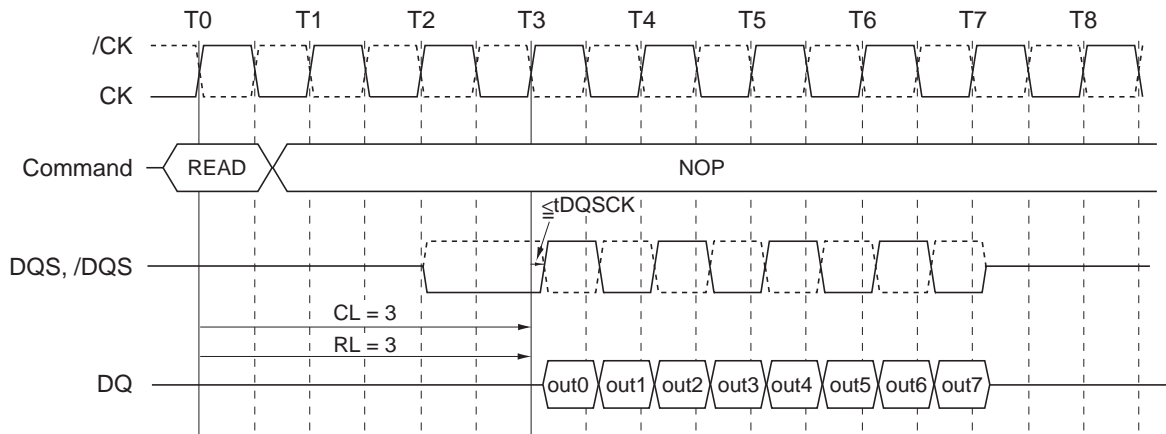 T0 T1 T2 T3 T4 T5 T6 T7 T8
/CK
CK
Command READ NOP
≦tDQSCK
DQS, /DQS
CL = 3
RL = 3
DQ out0 out1 out2 out3 out4 out5 out6 out7